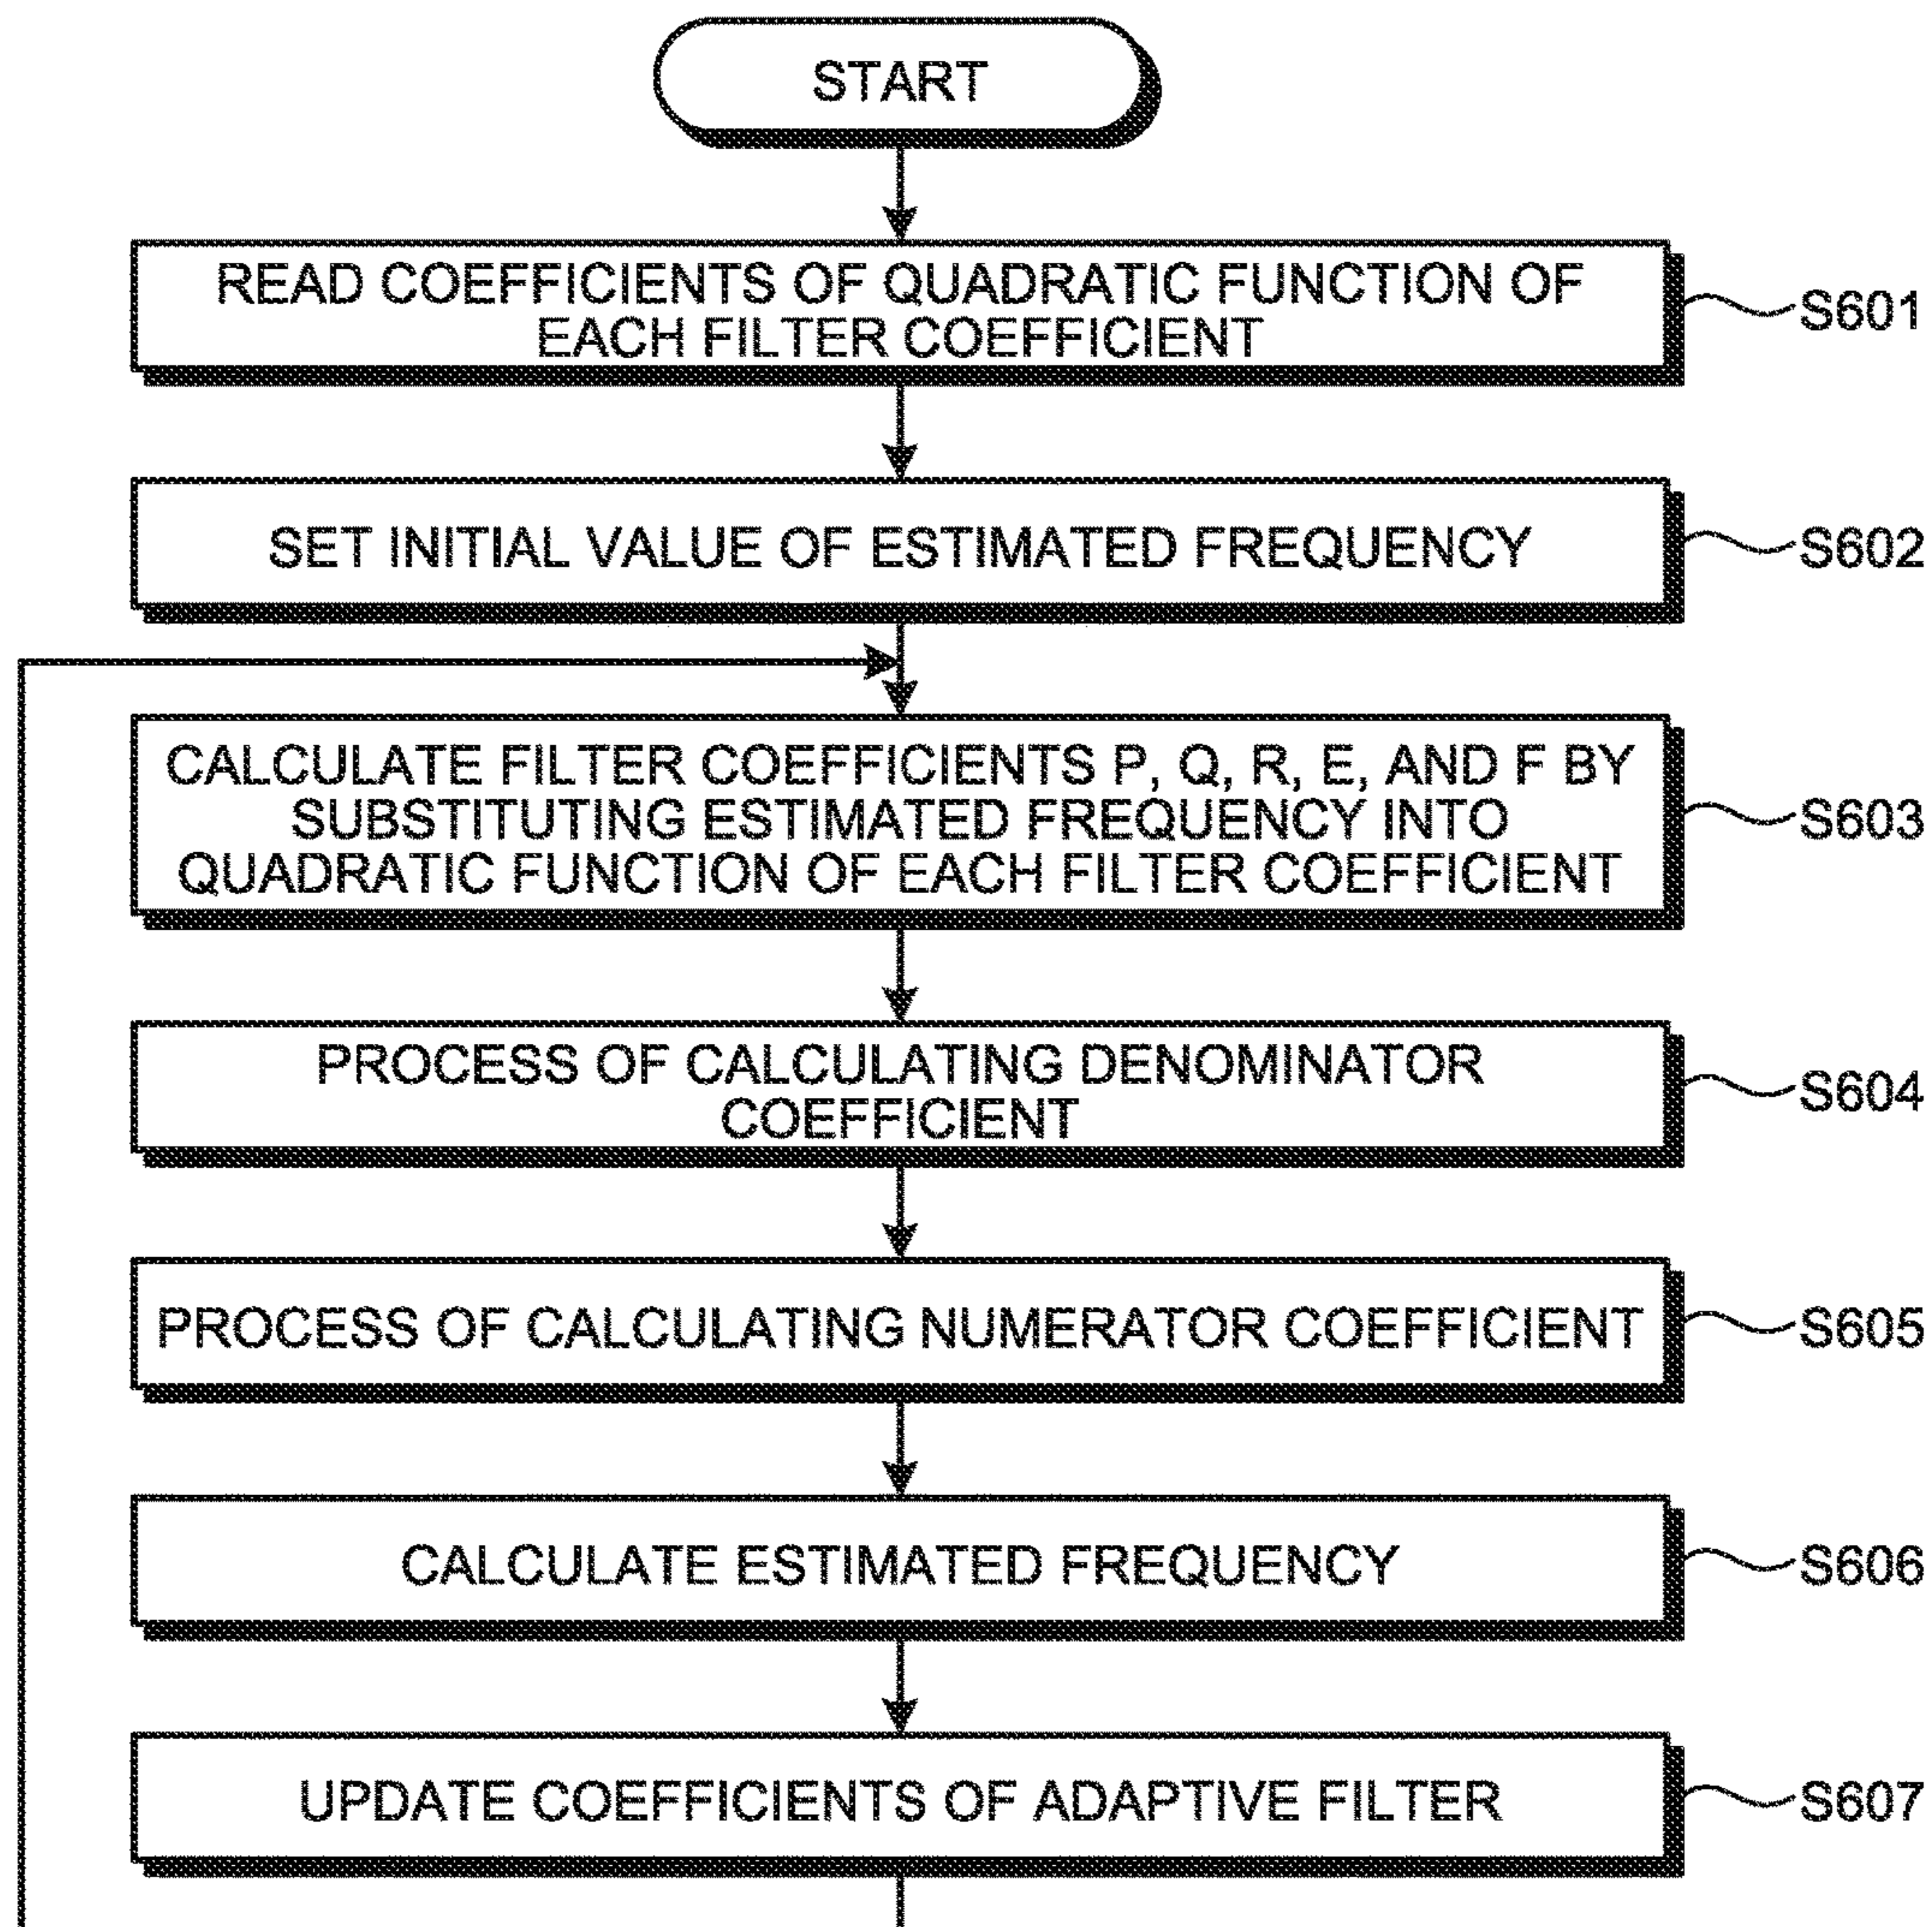 START
READ COEFFICIENTS OF QUADRATIC FUNCTION OF
EACH FILTER COEFFICIENT
S601
SET INITIAL VALUE OF ESTIMATED FREQUENCY
S602
CALCULATE FILTER COEFFICIENTS P, Q, R, E, AND F BY
SUBSTITUTING ESTIMATED FREQUENCY INTO
QUADRATIC FUNCTION OF EACH FILTER COEFFICIENT
S603
PROCESS OF CALCULATING DENOMINATOR
COEFFICIENT
S604
PROCESS OF CALCULATING NUMERATOR COEFFICIENT
S605
CALCULATE ESTIMATED FREQUENCY
S606
UPDATE COEFFICIENTS OF ADAPTIVE FILTER
S607